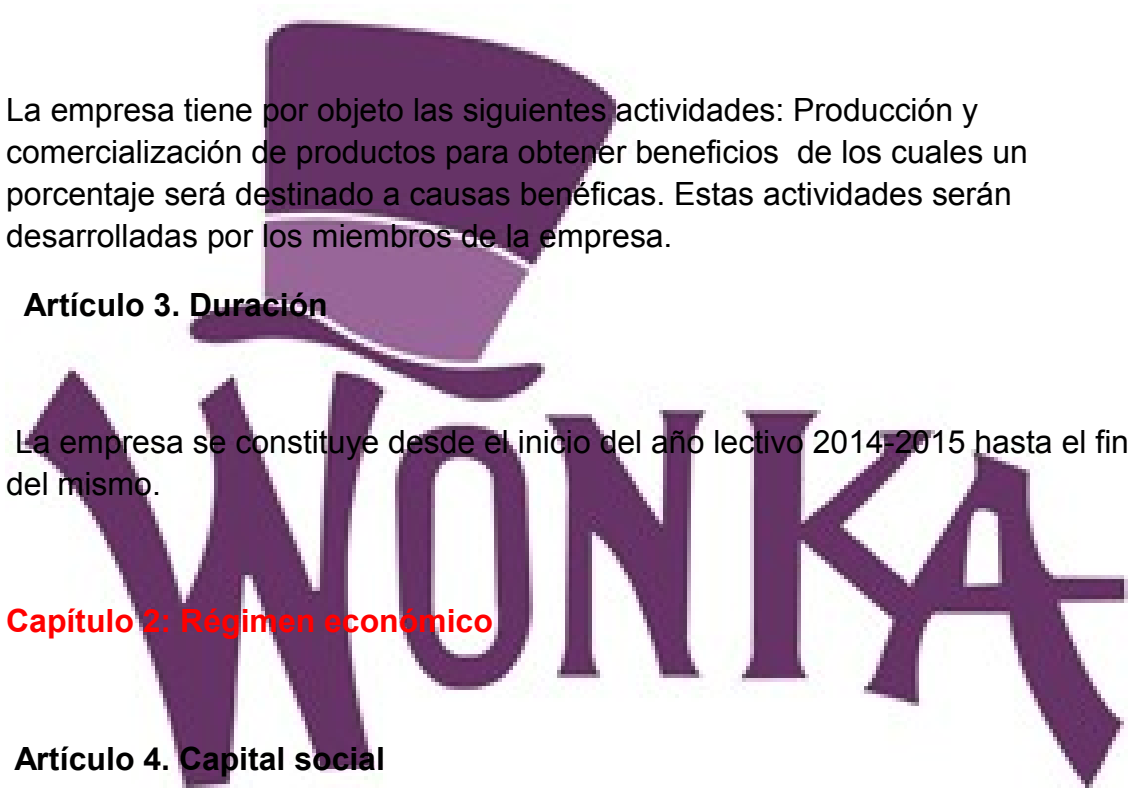 La empresa tiene por objeto las siguientes actividades: Producción y
comercialización de productos para obtener beneficios  de los cuales un
porcentaje será destinado a causas benéficas. Estas actividades serán
desarrolladas por los miembros de la empresa.
Artículo 3. Duración
La empresa se constituye desde el inicio del año lectivo 2014-2015 hasta el fin
del mismo.
WONKA
Capítulo 2: Régimen económico
Artículo 4. Capital social